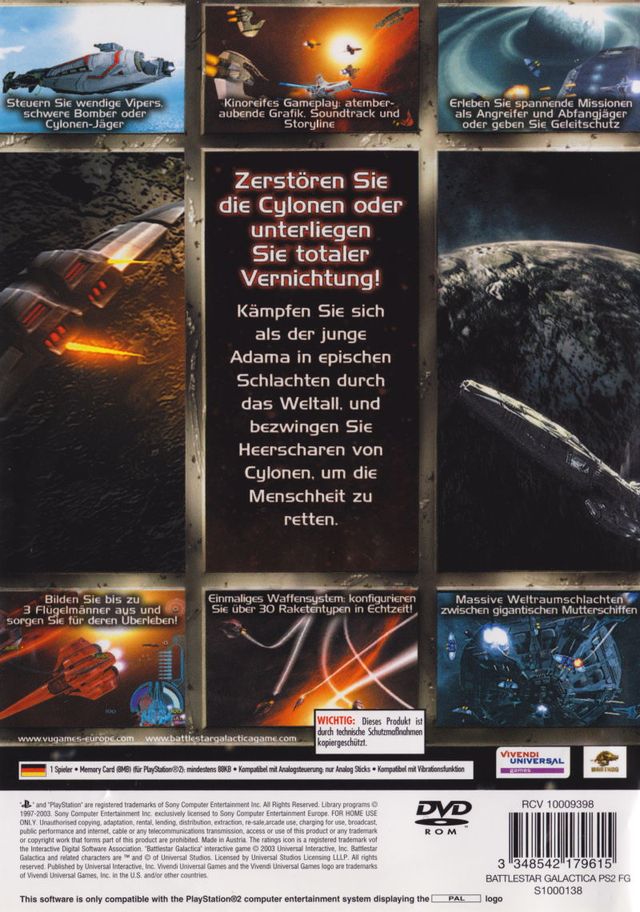 Steuern Sie wendige Vipers,
schwere Bomber oder
Cylonen-Jäger
Kinoreifes Gameplay: atember-
aubende Grafik, Soundtrack und
Storyline
Erleben Sie spannende Missionen
als Angreifer und Abfangjäger
oder geben Sie Geleitschutz
Zerstören Sie
die Cylonen oder
unterliegen
Sie totaler
Vernichtung!
Kämpfen Sie sich
als der junge
Adama in epischen
Schlachten durch
das Weltall, und
bezwingen Sie
Heerscharen von
Cylonen, um die
Menschheit zu
retten.
Bilden Sie bis zu
3 Flügelmänner aus und
sorgen Sie für deren Überleben!
Einmaliges Waffensystem: konfigurieren
Sie über 30 Raketentypen in Echtzeit!
Massive Weltraumschlachten
zwischen gigantischen Mutterschiffen
WICHTIG: Dieses Produkt ist
durch technische Schutzmaßnahmen
kopiergeschützt.
www.vugames-europe.com www.battlestargalacticagame.com
1 Spieler • Memory Card (8MB) (für PlayStation®2): mindestens 88KB • Kompatibel mit Analogsteuerung: nur Analog Sticks • Kompatibel mit Vibrationsfunktion
VIVENDI
UNIVERSAL
games
WARTHOG
and "PlayStation" are registered trademarks of Sony Computer Entertainment Inc. All Rights Reserved. Library programs ©
1997-2003. Sony Computer Entertainment Inc. exclusively licensed to Sony Computer Entertainment Europe. FOR HOME USE
ONLY. Unauthorised copying, adaptation, rental, lending, distribution, extraction, re-sale, arcade use, charging for use, broadcast,
public performance and internet, cable or any telecommunications transmission, access or use of this product or any trademark
or copyright work that forms part of this product are prohibited. Made in Austria. The ratings icon is a registered trademark vof
the Interactive Digital Software Association. "Battlestar Galactica" interactive game © 2003 Universal Interactive, Inc. Battlestar
Galactica and related characters are ™ and © of Universal Studios. Licensed by Universal Studios Licensing LLLP. All rights
reserved. Published by Universal Interactive, Inc. Vivendi Universal Games and the Vivendi Universal Games logo are trademarks
of Vivendi Universal Games, Inc. in the U.S. and/or other countries.
DVD
ROM
RCV 10009398
3 348542 179615
BATTLESTAR GALACTICA PS2 FG
S1000138
This software is only compatible with the PlayStation®2 computer entertainment system displaying the PAL logo